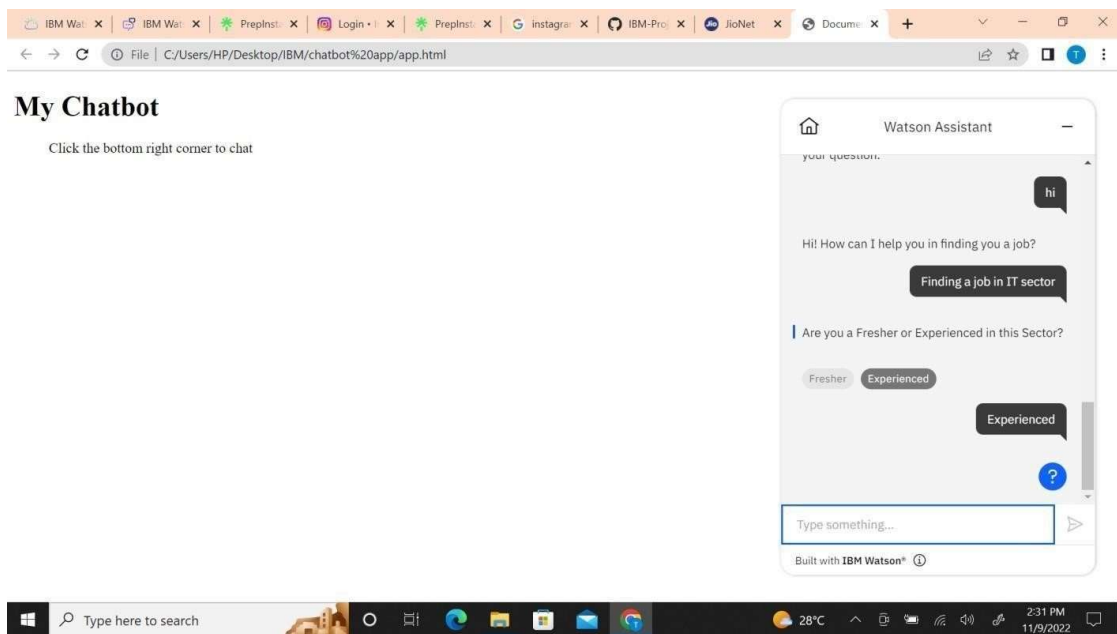 IBM Wat
IBM Wat
PrepInsta
Login •
PrepInst
instagrar
IBM-Proj
JioNet
Docume
File | C:/Users/HP/Desktop/IBM/chatbot%20app/app.html
T
My Chatbot
Click the bottom right corner to chat
Watson Assistant
your question.
hi
Hi! How can I help you in finding you a job?
Finding a job in IT sector
Are you a Fresher or Experienced in this Sector?
Fresher
Experienced
Experienced
?
Type something...
Built with IBM Watson®
Type here to search
28°C
2:31 PM
11/9/2022